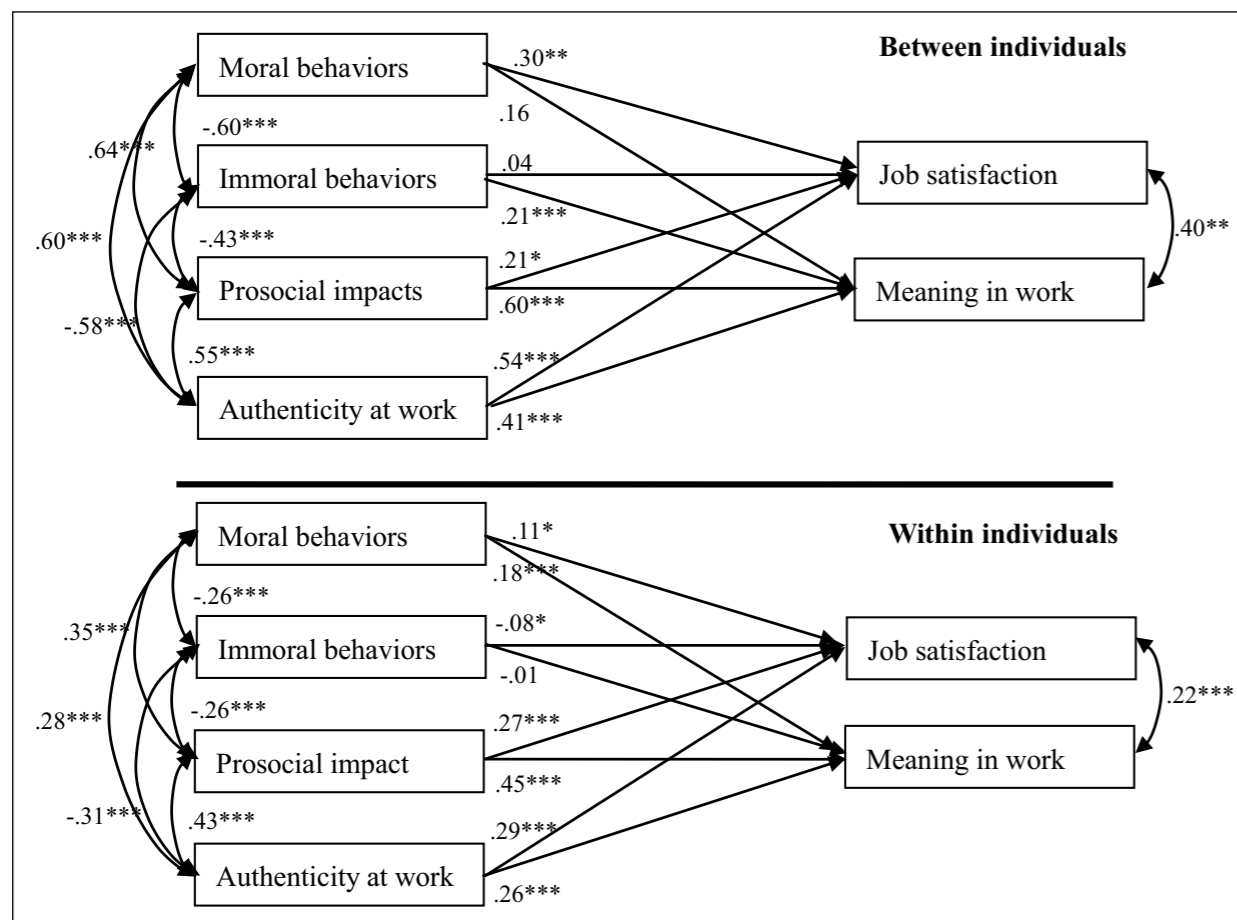 Between individuals
Moral behaviors
.30**
.16
-.60***
.64***
Immoral behaviors
.04
Job satisfaction
.21***
.60***
-.43***
.40**
Prosocial impacts
.21*
.60***
Meaning in work
-.58***
.55***
.54***
Authenticity at work
.41***
Within individuals
Moral behaviors
.11*
.18***
-.26***
.35***
Immoral behaviors
-.08*
Job satisfaction
-.01
.28***
-.26***
.22***
.27***
Prosocial impact
.45***
Meaning in work
-.31***
.43***
.29***
Authenticity at work
.26***